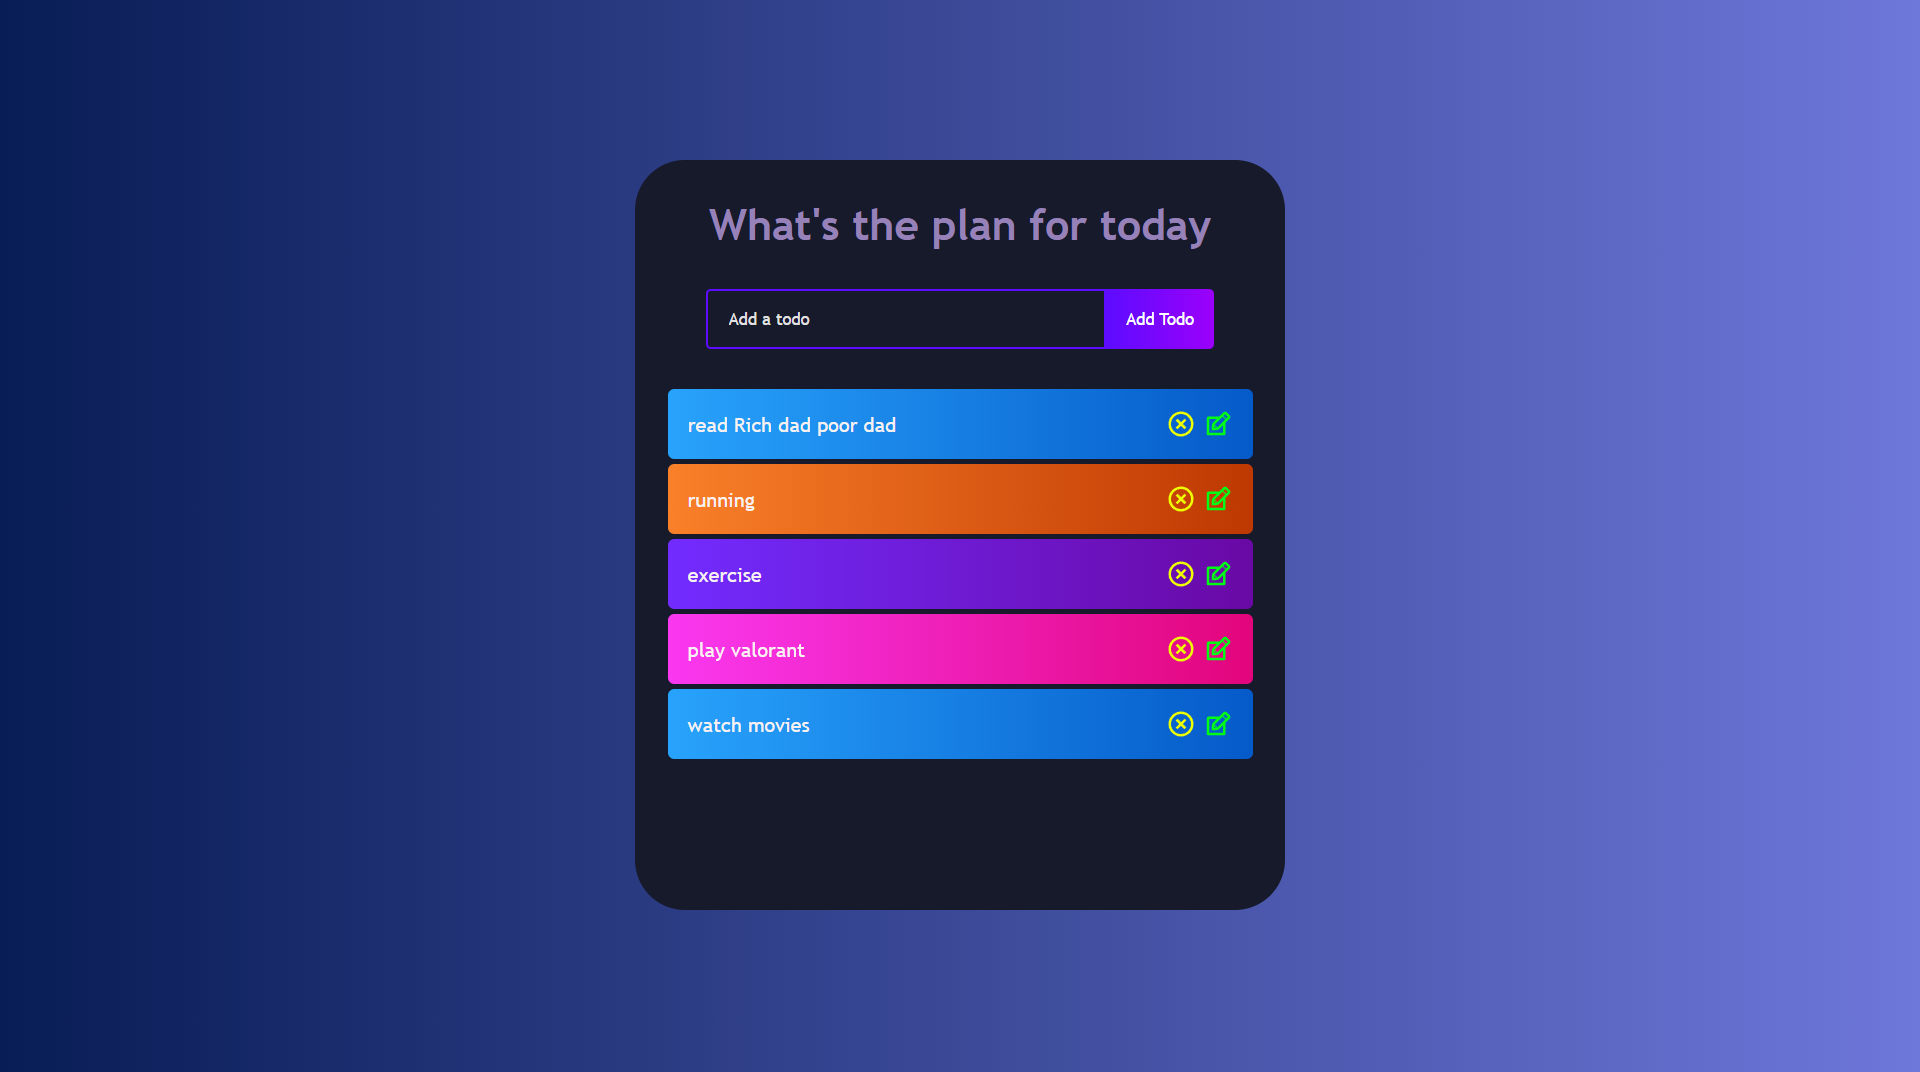 What's the plan for today
Add a todo
Add Todo
read Rich dad poor dad
running
exercise
play valorant
watch movies